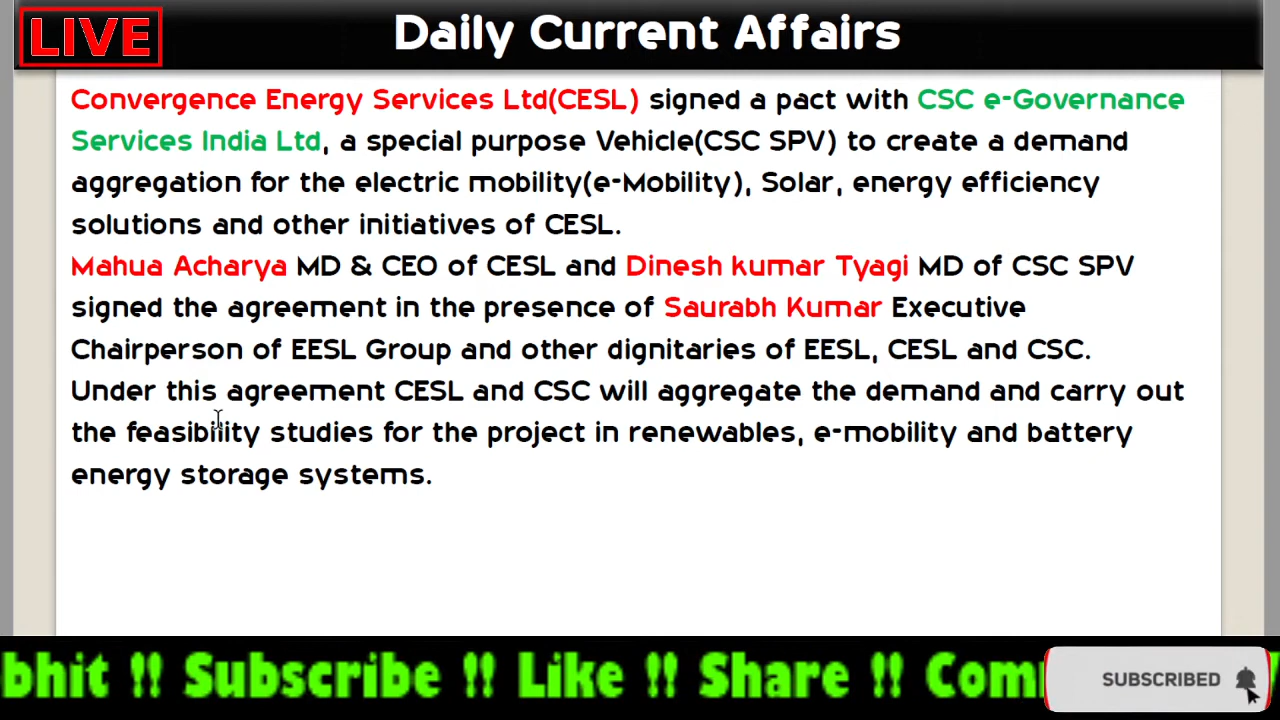 LIVE
Daily Current Affairs
Convergence Energy Services Ltd(CESL) signed a pact with CSC e-Governance
Services India Ltd, a special purpose Vehicle(CSC SPV) to create a demand
aggregation for the electric mobility(e-Mobility), Solar, energy efficiency
solutions and other initiatives of CESL.
Mahua Acharya MD & CEO of CESL and Dinesh kumar Tyagi MD of CSC SPV
signed the agreement in the presence of Saurabh Kumar Executive
Chairperson of EESL Group and other dignitaries of EESL, CESL and CSC.
Under this agreement CESL and CSC will aggregate the demand and carry out
the feasibility studies for the project in renewables, e-mobility and battery
energy storage systems.
bhit !! Subscribe !! Like !! Share !! Com
SUBSCRIBED